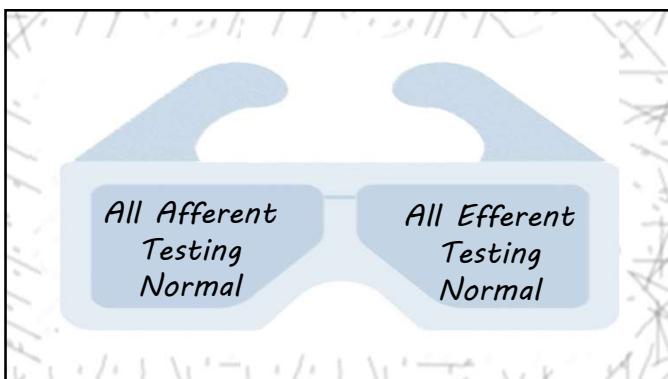 All Afferent
Testing
Normal
All Efferent
Testing
Normal